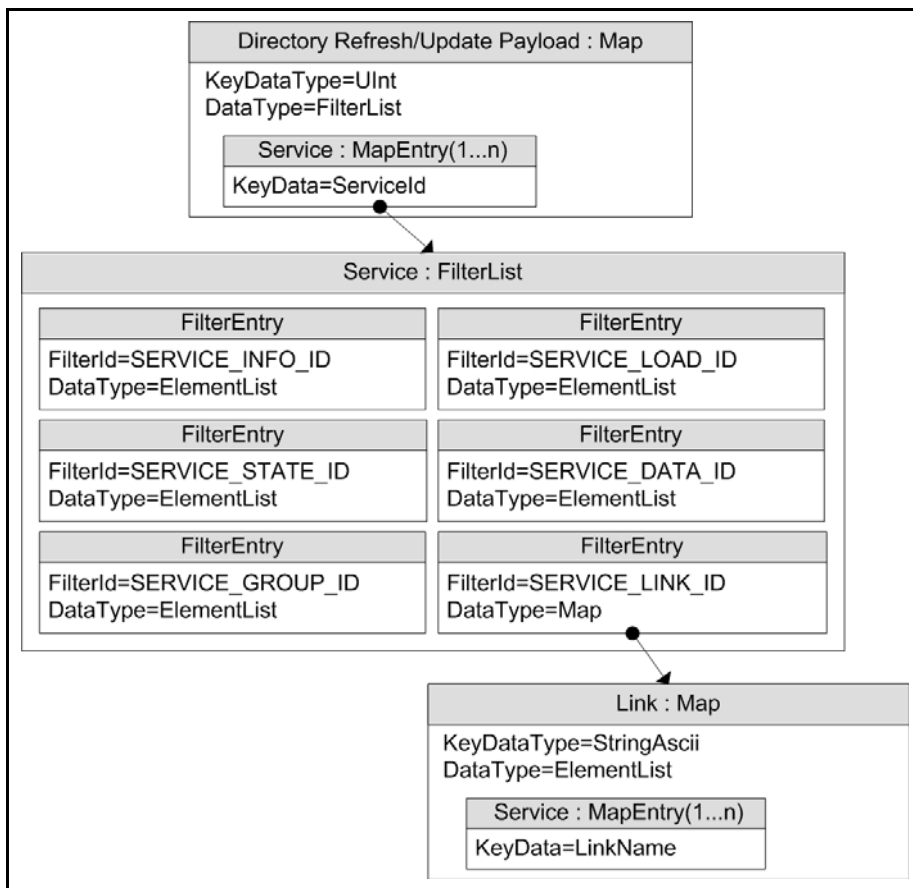 Directory Refresh/Update Payload : Map
KeyDataType=UInt
DataType=FilterList
Service : MapEntry(1...n)
KeyData=ServiceId
Service : FilterList
FilterEntry
FilterId=SERVICE_INFO_ID
DataType=ElementList
FilterEntry
FilterId=SERVICE_LOAD_ID
DataType=ElementList
FilterEntry
FilterId=SERVICE_STATE_ID
DataType=ElementList
FilterEntry
FilterId=SERVICE_DATA_ID
DataType=ElementList
FilterEntry
FilterId=SERVICE_GROUP_ID
DataType=ElementList
FilterEntry
FilterId=SERVICE_LINK_ID
DataType=Map
Link : Map
KeyDataType=StringAscii
DataType=ElementList
Service : MapEntry(1...n)
KeyData=LinkName